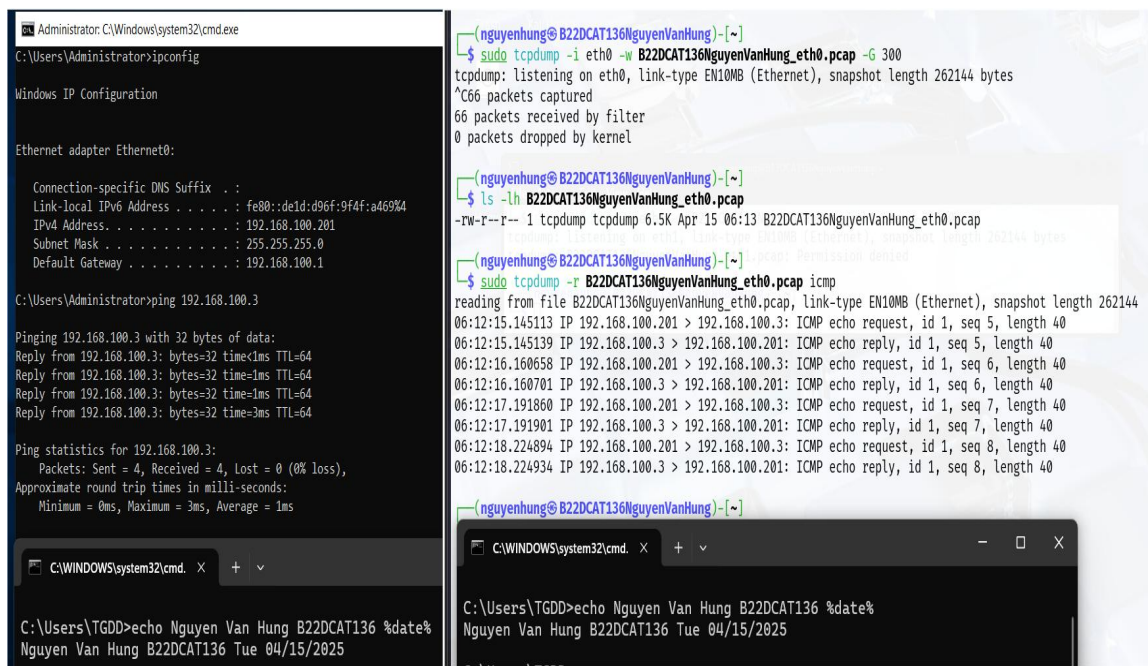 Administrator: C:\Windows\system32\cmd.exe
C:\Users\Administrator>ipconfig
Windows IP Configuration
Ethernet adapter Ethernet0:
Connection-specific DNS Suffix . :
Link-local IPv6 Address . . . . . : fe80::de1d:d96f:9f4f:a469%4
IPv4 Address. . . . . . . . . . . : 192.168.100.201
Subnet Mask . . . . . . . . . . . : 255.255.255.0
Default Gateway . . . . . . . . . : 192.168.100.1
C:\Users\Administrator>ping 192.168.100.3
Pinging 192.168.100.3 with 32 bytes of data:
Reply from 192.168.100.3: bytes=32 time<1ms TTL=64
Reply from 192.168.100.3: bytes=32 time=1ms TTL=64
Reply from 192.168.100.3: bytes=32 time=1ms TTL=64
Reply from 192.168.100.3: bytes=32 time=3ms TTL=64
Ping statistics for 192.168.100.3:
Packets: Sent = 4, Received = 4, Lost = 0 (0% loss),
Approximate round trip times in milli-seconds:
Minimum = 0ms, Maximum = 3ms, Average = 1ms
C:\WINDOWS\system32\cmd.
C:\Users\TGDD>echo Nguyen Van Hung B22DCAT136 %date%
Nguyen Van Hung B22DCAT136 Tue 04/15/2025
┌──(nguyenhung㉿B22DCAT136NguyenVanHung)-[~]
└─$ sudo tcpdump -i eth0 -w B22DCAT136NguyenVanHung_eth0.pcap -G 300
tcpdump: listening on eth0, link-type EN10MB (Ethernet), snapshot length 262144 bytes
^C66 packets captured
66 packets received by filter
0 packets dropped by kernel
┌──(nguyenhung㉿B22DCAT136NguyenVanHung)-[~]
└─$ ls -lh B22DCAT136NguyenVanHung_eth0.pcap
-rw-r--r-- 1 tcpdump tcpdump 6.5K Apr 15 06:13 B22DCAT136NguyenVanHung_eth0.pcap
tcpdump: listening on eth1, link-type EN10MB (Ethernet), snapshot length 262144 bytes
┌──(nguyenhung㉿B22DCAT136NguyenVanHung)-[~]
.pcap: Permission denied
└─$ sudo tcpdump -r B22DCAT136NguyenVanHung_eth0.pcap icmp
reading from file B22DCAT136NguyenVanHung_eth0.pcap, link-type EN10MB (Ethernet), snapshot length 262144
06:12:15.145113 IP 192.168.100.201 > 192.168.100.3: ICMP echo request, id 1, seq 5, length 40
06:12:15.145139 IP 192.168.100.3 > 192.168.100.201: ICMP echo reply, id 1, seq 5, length 40
06:12:16.160658 IP 192.168.100.201 > 192.168.100.3: ICMP echo request, id 1, seq 6, length 40
06:12:16.160701 IP 192.168.100.3 > 192.168.100.201: ICMP echo reply, id 1, seq 6, length 40
06:12:17.191860 IP 192.168.100.201 > 192.168.100.3: ICMP echo request, id 1, seq 7, length 40
06:12:17.191901 IP 192.168.100.3 > 192.168.100.201: ICMP echo reply, id 1, seq 7, length 40
06:12:18.224894 IP 192.168.100.201 > 192.168.100.3: ICMP echo request, id 1, seq 8, length 40
06:12:18.224934 IP 192.168.100.3 > 192.168.100.201: ICMP echo reply, id 1, seq 8, length 40
┌──(nguyenhung㉿B22DCAT136NguyenVanHung)-[~]
C:\WINDOWS\system32\cmd.
C:\Users\TGDD>echo Nguyen Van Hung B22DCAT136 %date%
Nguyen Van Hung B22DCAT136 Tue 04/15/2025